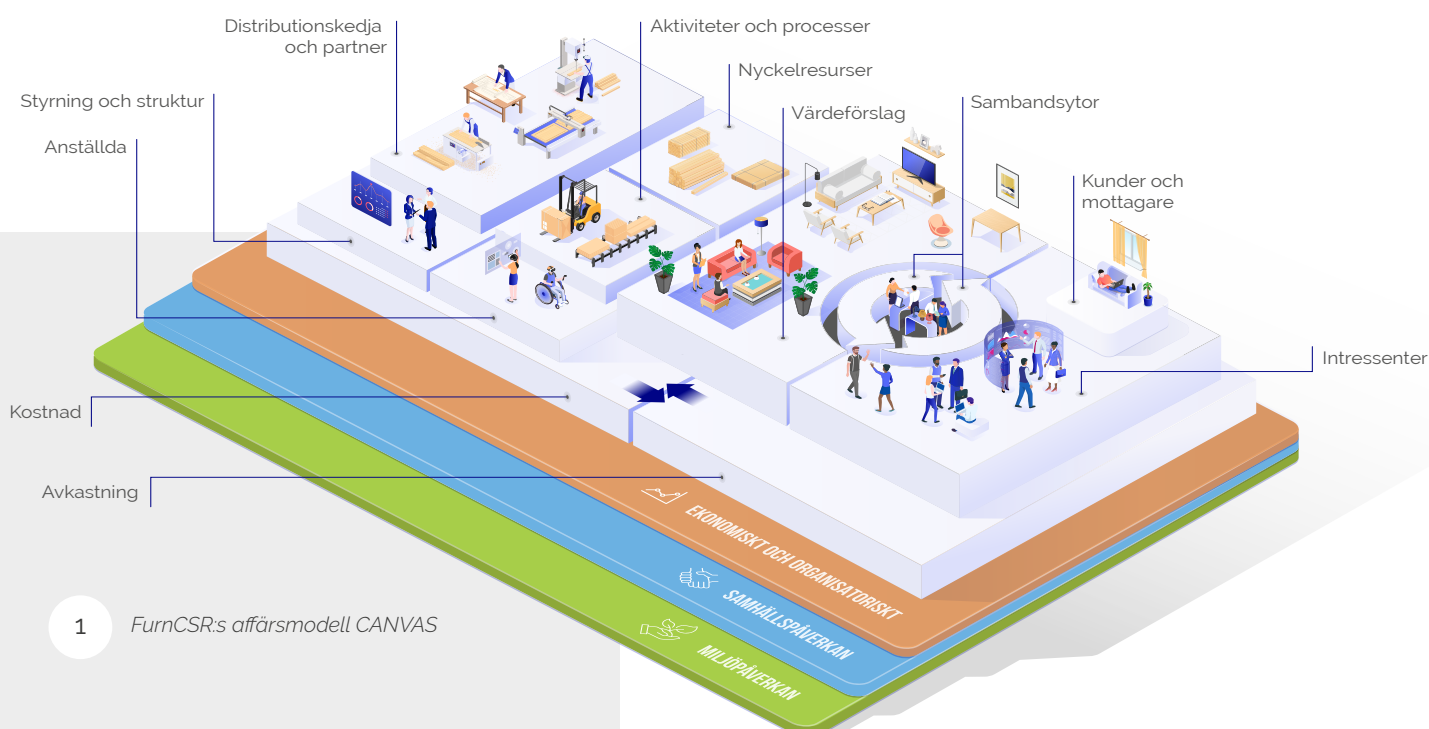 Distributionskedja
och partner
Aktiviteter och processer
Nyckelresurser
Styrning och struktur
Värdeförslag
Sambandsytor
Anställda
Kunder och
mottagare
Intressenter
Kostnad
Avkastning
EKONOMISKT OCH ORGANISATORISKT
SAMHÄLLSPÅVERKAN
MILJÖPÅVERKAN
1
FurnCSR:s affärsmodell CANVAS